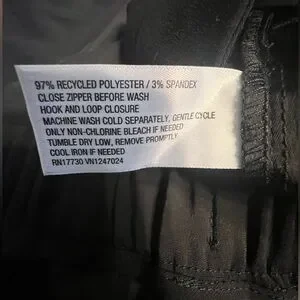 97% RECYCLED POLYESTER / 3% SPANDEX
CLOSE ZIPPER BEFORE WASH
HOOK AND LOOP CLOSURE
MACHINE WASH COLD SEPARATELY, GENTLE CYCLE
ONLY NON-CHLORINE BLEACH IF NEEDED
TUMBLE DRY LOW, REMOVE PROMPTLY
COOL IRON IF NEEDED
RN17730 VN1247024